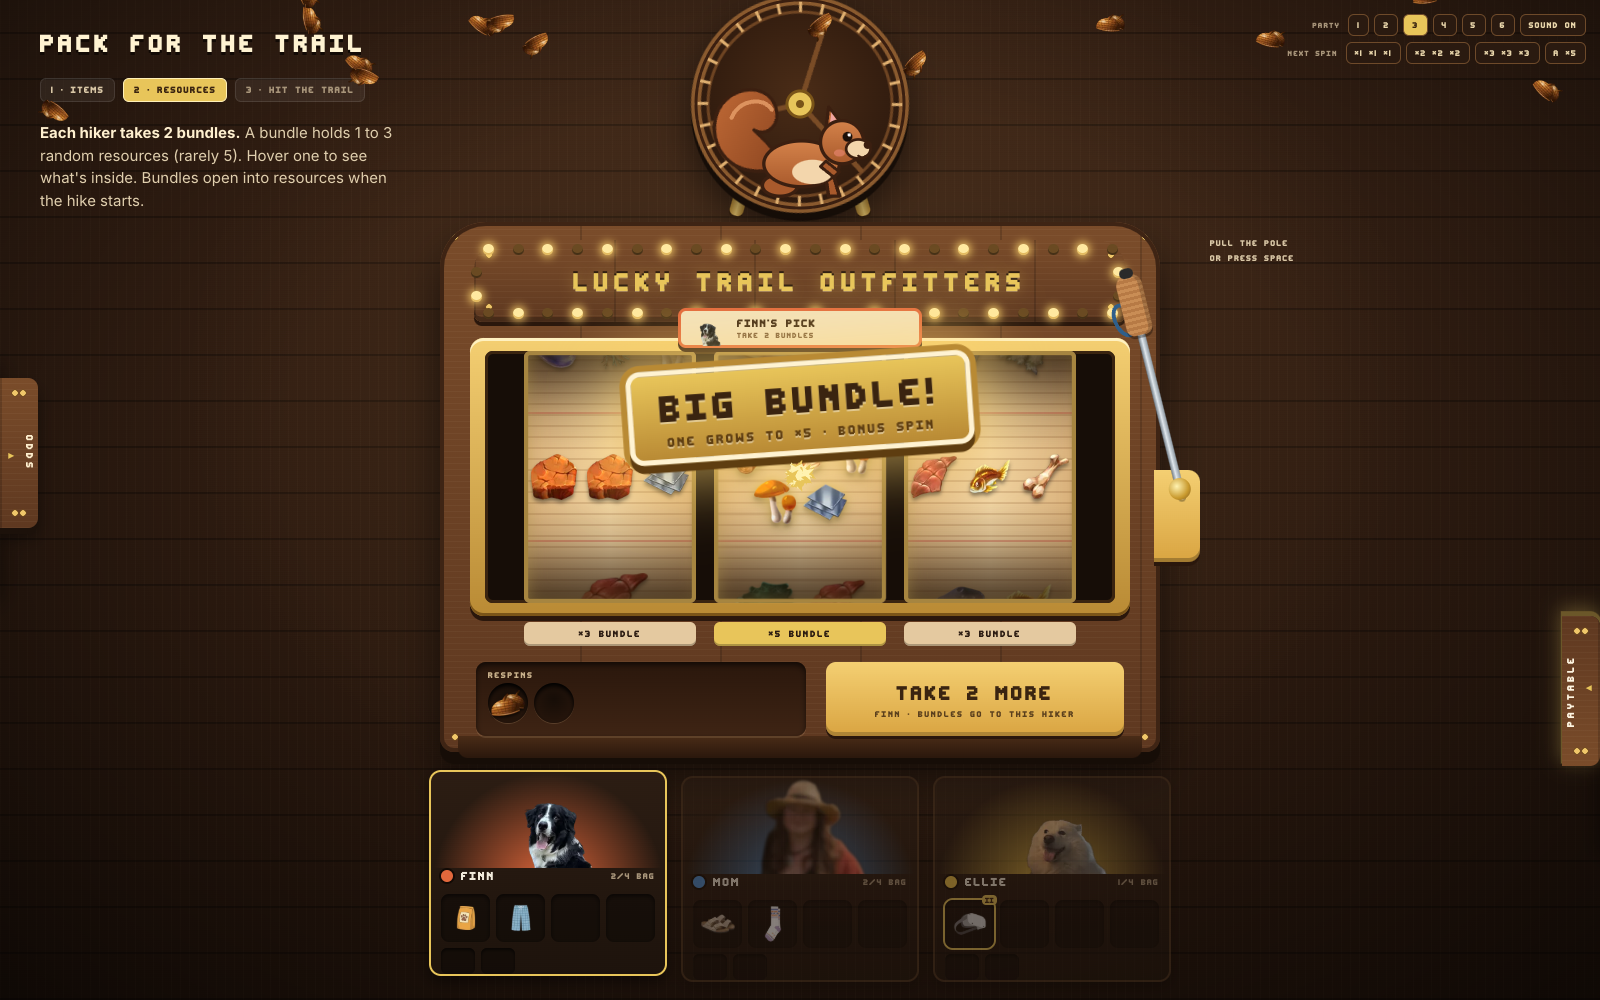 PACK FOR THE TRAIL
1 · ITEMS
2 · RESOURCES
3 · HIT THE TRAIL
Each hiker takes 2 bundles. A bundle holds 1 to 3
random resources (rarely 5). Hover one to see
what's inside. Bundles open into resources when
the hike starts.
PARTY
1
2
3
4
5
6
SOUND ON
NEXT SPIN
×1 ×1 ×1
×2 ×2 ×2
×3 ×3 ×3
A ×5
PULL THE POLE
OR PRESS SPACE
LUCKY TRAIL OUTFITTERS
FINN'S PICK
TAKE 2 BUNDLES
BIG BUNDLE!
ONE GROWS TO ×5 · BONUS SPIN
ODDS
×3 BUNDLE
×5 BUNDLE
×3 BUNDLE
RESPINS
TAKE 2 MORE
FINN · BUNDLES GO TO THIS HIKER
PAYTABLE
FINN
2/4 BAG
MOM
2/4 BAG
ELLIE
1/4 BAG